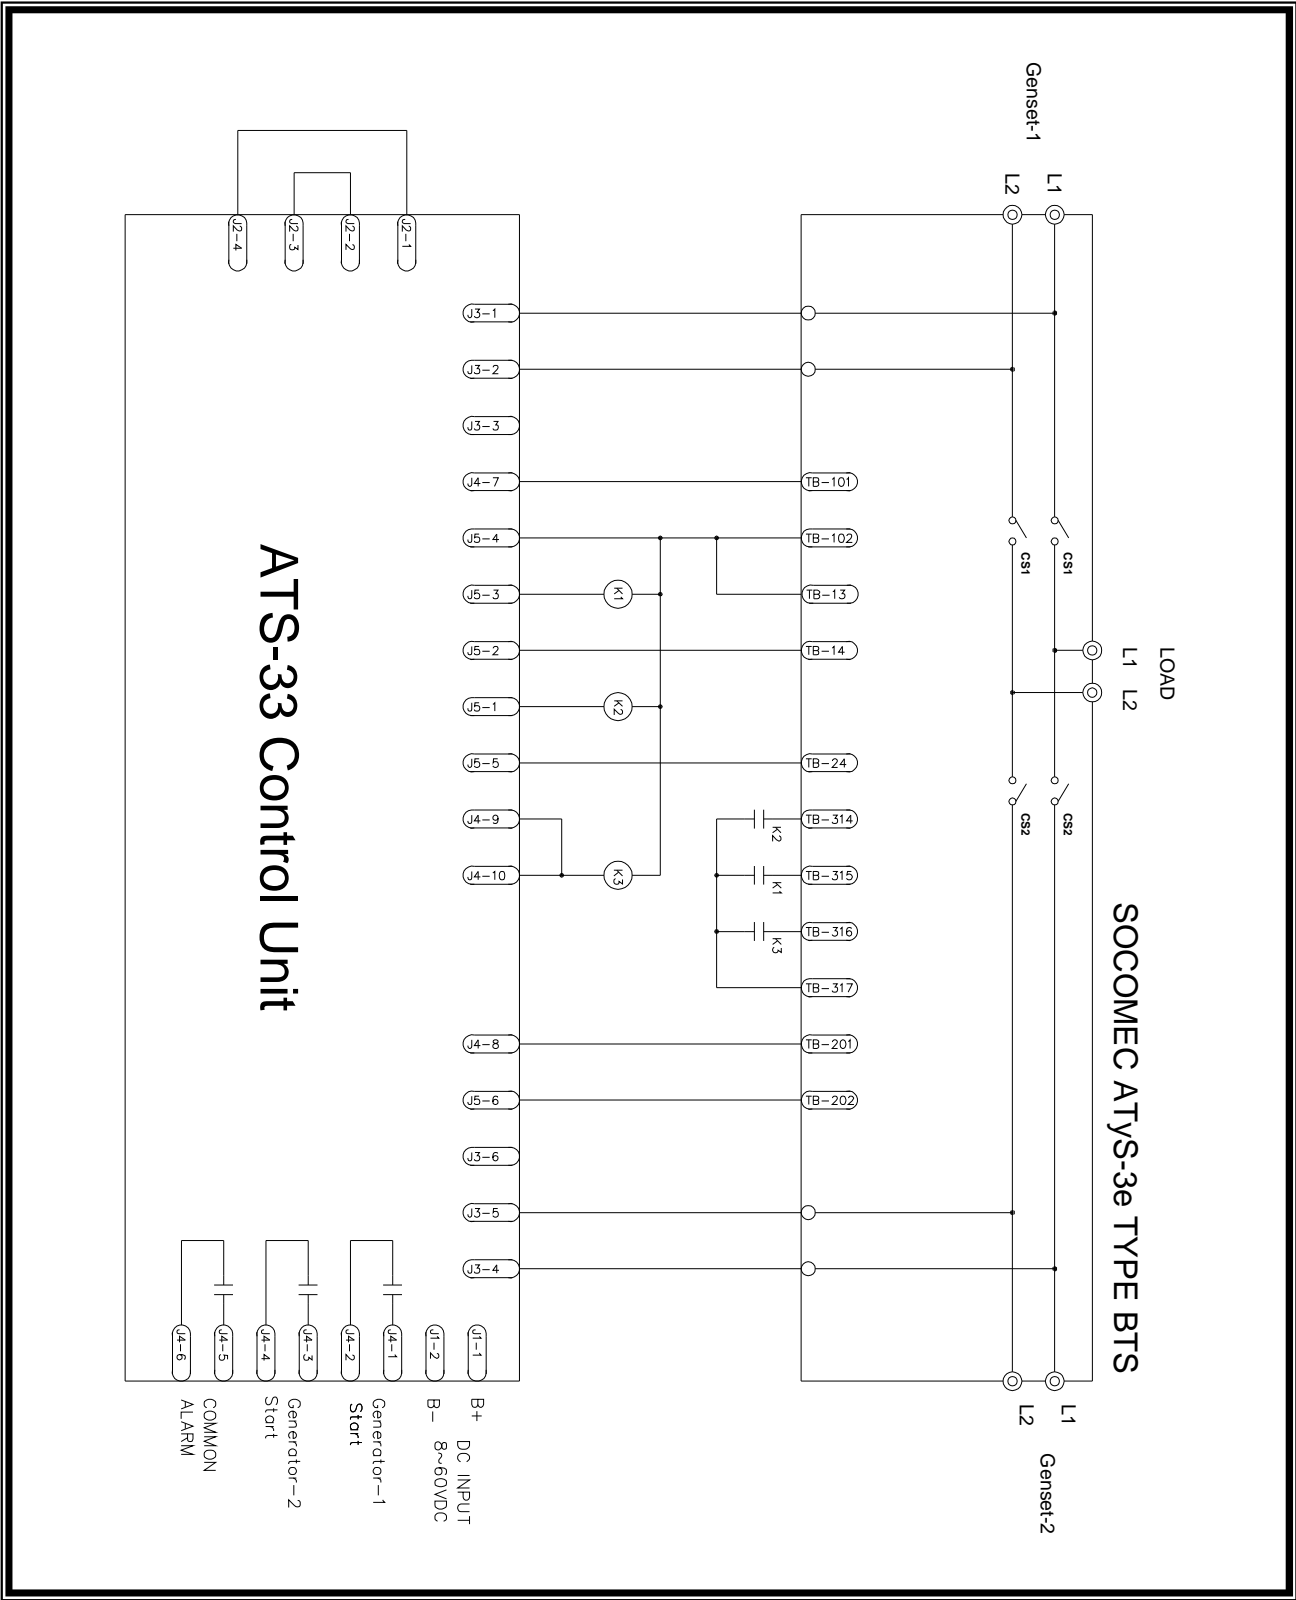 SOCOMEC ATyS-3e TYPE BTS
LOAD
L1 L2
Genset-1
L1
L2
CS1
CS1
CS2
CS2
L1
L2
Genset-2
TB-101
TB-102
TB-13
TB-14
TB-24
TB-314
TB-315
TB-316
TB-317
TB-201
TB-202
K2
K1
K3
K1
K2
K3
J3-1
J3-2
J3-3
J4-7
J5-4
J5-3
J5-2
J5-1
J5-5
J4-9
J4-10
J4-8
J5-6
J3-6
J3-5
J3-4
J2-1
J2-2
J2-3
J2-4
ATS-33 Control Unit
J1-1
B+
DC INPUT
J1-2
B-
8~60VDC
J4-1
Generator-1
J4-2
Start
J4-3
Generator-2
J4-4
Start
J4-5
COMMON
J4-6
ALARM